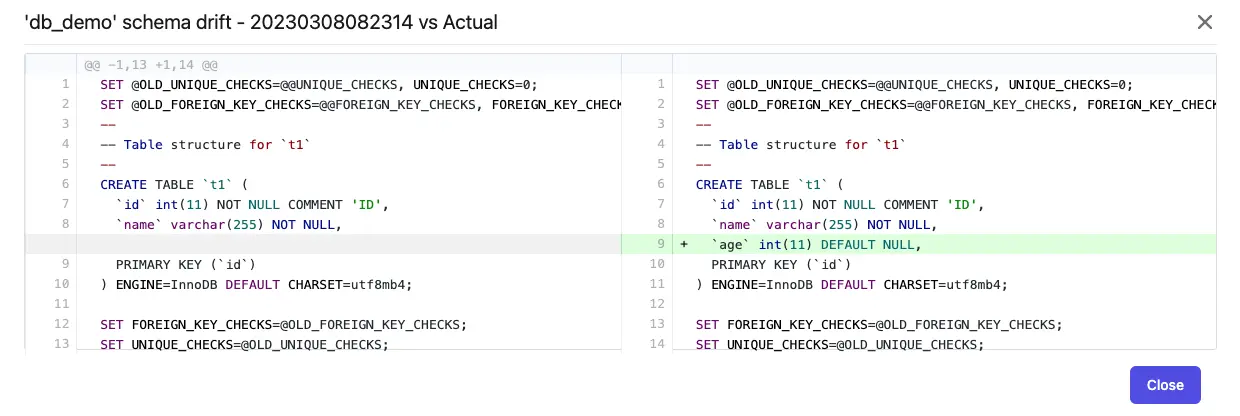 'db_demo' schema drift - 20230308082314 vs Actual
@@ -1,13 +1,14 @@
1 SET @OLD_UNIQUE_CHECKS=@@UNIQUE_CHECKS, UNIQUE_CHECKS=0;
2 SET @OLD_FOREIGN_KEY_CHECKS=@@FOREIGN_KEY_CHECKS, FOREIGN_KEY_CHECK
3 --
4 -- Table structure for `t1`
5 --
6 CREATE TABLE `t1` (
7 `id` int(11) NOT NULL COMMENT 'ID',
8 `name` varchar(255) NOT NULL,
9 PRIMARY KEY (`id`)
10 ) ENGINE=InnoDB DEFAULT CHARSET=utf8mb4;
11
12 SET FOREIGN_KEY_CHECKS=@OLD_FOREIGN_KEY_CHECKS;
13 SET UNIQUE_CHECKS=@OLD_UNIQUE_CHECKS;
1 SET @OLD_UNIQUE_CHECKS=@@UNIQUE_CHECKS, UNIQUE_CHECKS=0;
2 SET @OLD_FOREIGN_KEY_CHECKS=@@FOREIGN_KEY_CHECKS, FOREIGN_KEY_CHECK
3 --
4 -- Table structure for `t1`
5 --
6 CREATE TABLE `t1` (
7 `id` int(11) NOT NULL COMMENT 'ID',
8 `name` varchar(255) NOT NULL,
9 + `age` int(11) DEFAULT NULL,
10 PRIMARY KEY (`id`)
11 ) ENGINE=InnoDB DEFAULT CHARSET=utf8mb4;
12
13 SET FOREIGN_KEY_CHECKS=@OLD_FOREIGN_KEY_CHECKS;
14 SET UNIQUE_CHECKS=@OLD_UNIQUE_CHECKS;
Close